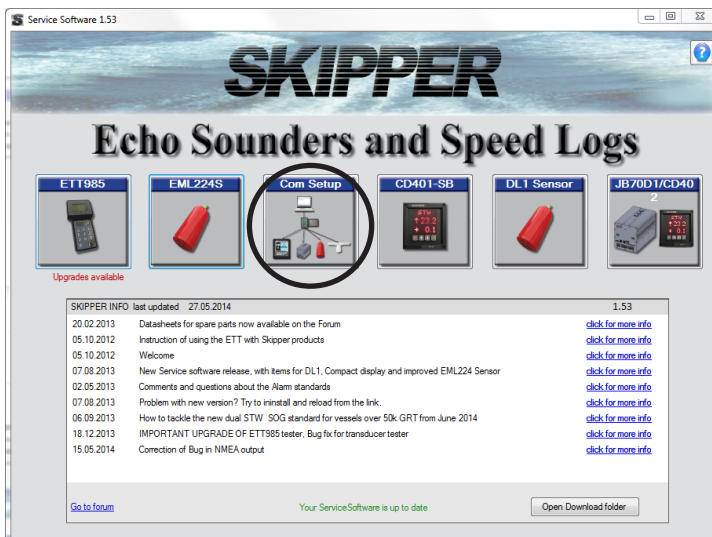 Service Software 1.53
SKIPPER
Echo Sounders and Speed Logs
ETT985 EML224S Com Setup CD401-SB DL1 Sensor JB70D1/CD40
2
Upgrades available
SKIPPER INFO last updated 27.05.2014 1.53
20.02.2013 Datasheets for spare parts now available on the Forum click for more info
05.10.2012 Instruction of using the ETT with Skipper products click for more info
05.10.2012 Welcome click for more info
07.08.2013 New Service software release, with items for DL1, Compact display and improved EML224 Sensor click for more info
02.05.2013 Comments and questions about the Alarm standards click for more info
07.08.2013 Problem with new version? Try to ininstall and reload from the link. click for more info
06.09.2013 How to tackle the new dual STW SOG standard for vessels over 50k GRT from June 2014 click for more info
18.12.2013 IMPORTANT UPGRADE OF ETT985 tester, Bug fix for transducer tester click for more info
15.05.2014 Correction of Bug in NMEA output click for more info
Go to forum Your ServiceSoftware is up to date Open Download folder